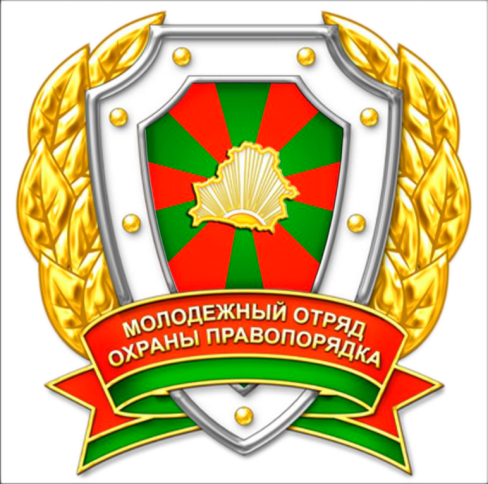 МОЛОДЕЖНЫЙ ОТРЯД
ОХРАНЫ ПРАВОПОРЯДКА